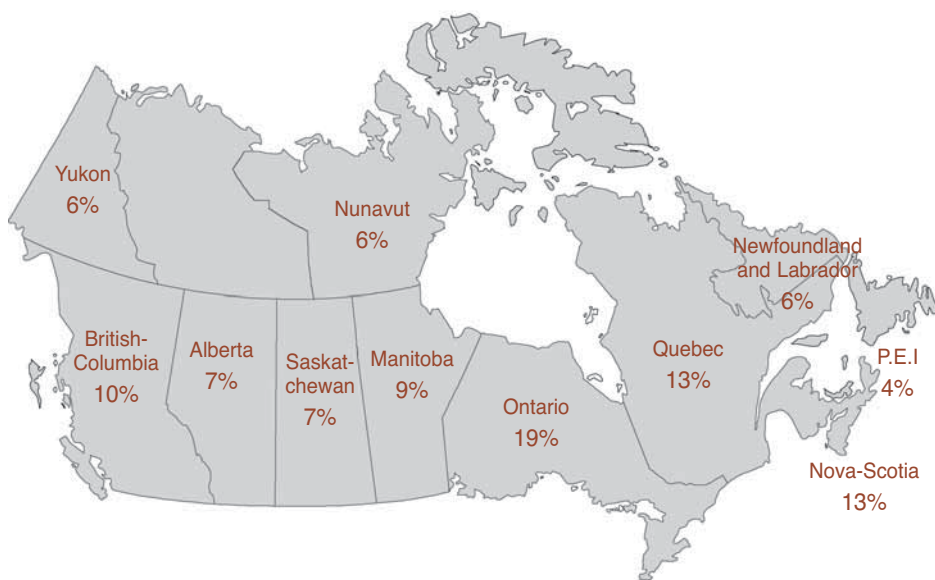 Yukon
6%
Nunavut
6%
Newfoundland
and Labrador
6%
British-
Columbia
10%
Alberta
7%
Saskat-
chewan
7%
Manitoba
9%
Ontario
19%
Quebec
13%
P.E.I
4%
Nova-Scotia
13%